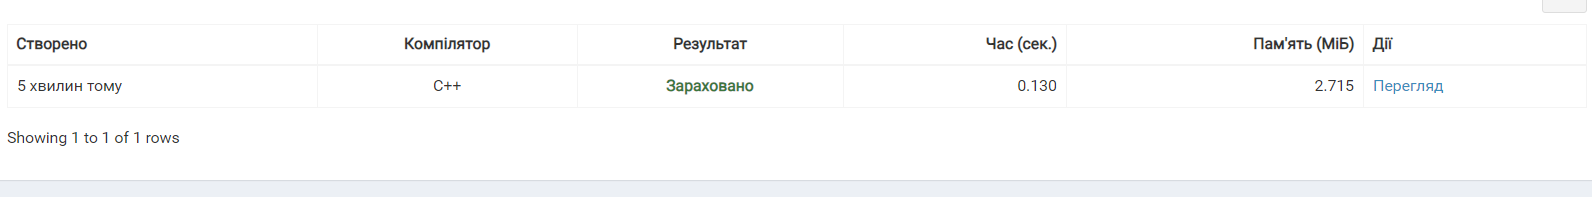 Створено Компілятор Результат Час (сек.) Пам'ять (МіБ) Дії
5 хвилин тому C++ Зараховано 0.130 2.715 Перегляд
Showing 1 to 1 of 1 rows